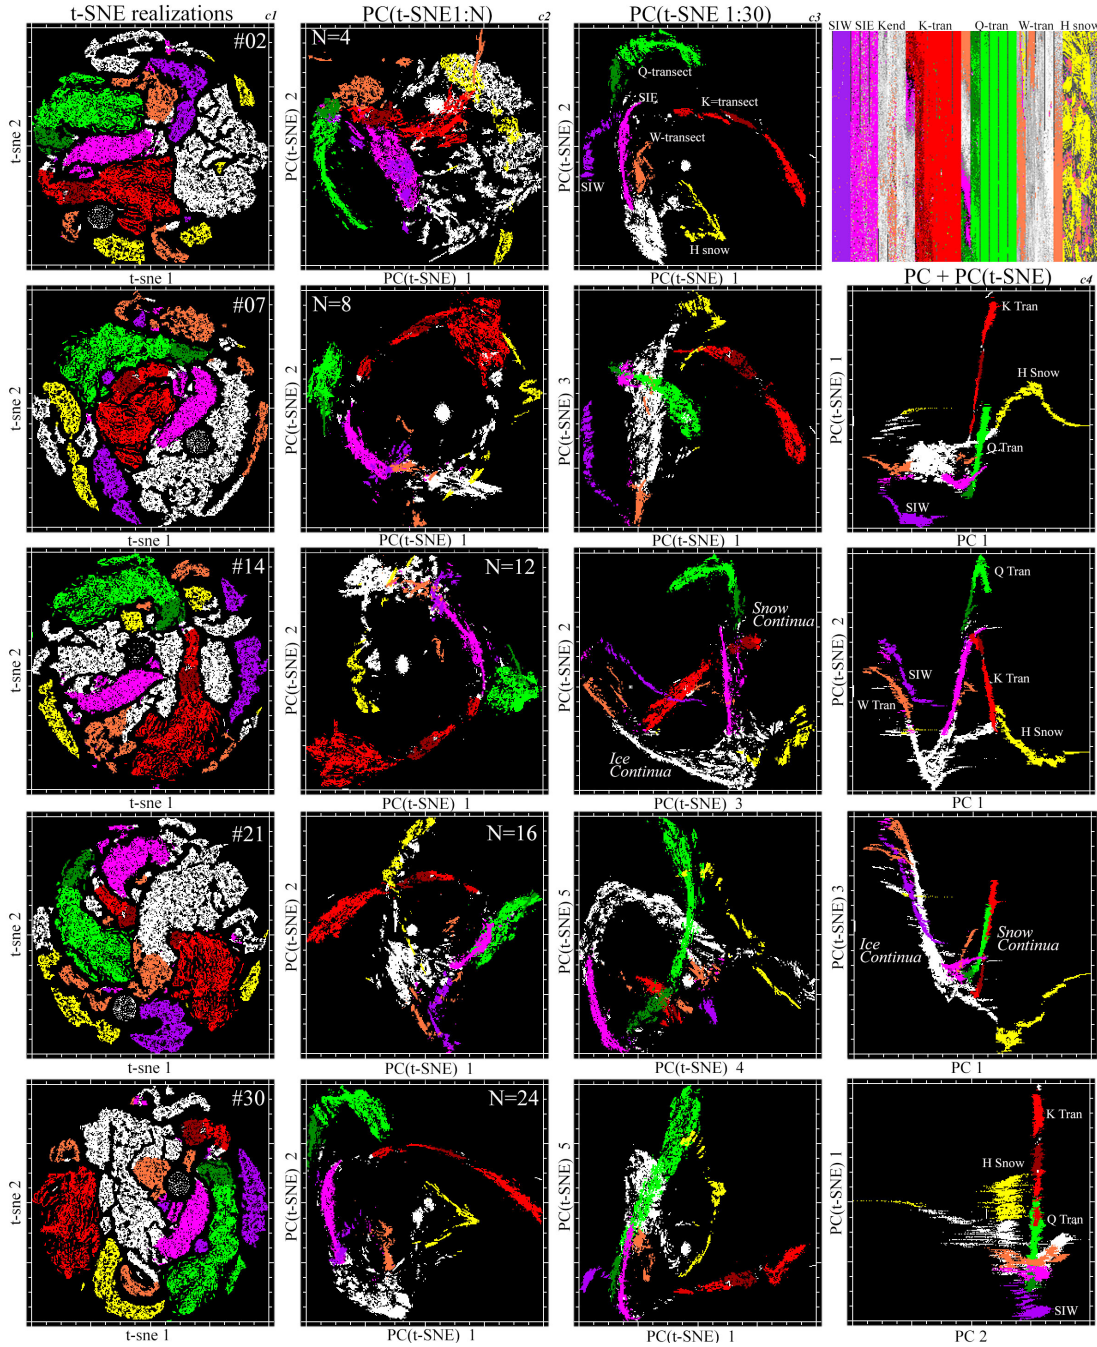 t-SNE realizations c1
PC(t-SNE1:N) c2
PC(t-SNE 1:30) c3
SIW SIE Kend K-tran Q-tran W-tran H snow
#02
t-sne 2
t-sne 1
N=4
PC(t-SNE) 2
PC(t-SNE) 1
Q-transect
SIE
K=transect
W-transect
SIW
H snow
PC(t-SNE) 2
PC(t-SNE) 1
PC + PC(t-SNE) c4
#07
t-sne 2
t-sne 1
N=8
PC(t-SNE) 2
PC(t-SNE) 1
PC(t-SNE) 3
PC(t-SNE) 1
K Tran
H Snow
Q Tran
SIW
PC(t-SNE) 1
PC 1
#14
t-sne 2
t-sne 1
N=12
PC(t-SNE) 2
PC(t-SNE) 1
Snow
Continua
Ice
Continua
PC(t-SNE) 2
PC(t-SNE) 3
Q Tran
SIW
K Tran
W Tran
H Snow
PC(t-SNE) 2
PC 1
#21
t-sne 2
t-sne 1
N=16
PC(t-SNE) 2
PC(t-SNE) 1
PC(t-SNE) 5
PC(t-SNE) 4
Ice
Continua
Snow
Continua
PC(t-SNE) 3
PC 1
#30
t-sne 2
t-sne 1
N=24
PC(t-SNE) 2
PC(t-SNE) 1
PC(t-SNE) 5
PC(t-SNE) 1
K Tran
H Snow
Q Tran
SIW
PC(t-SNE) 1
PC 2